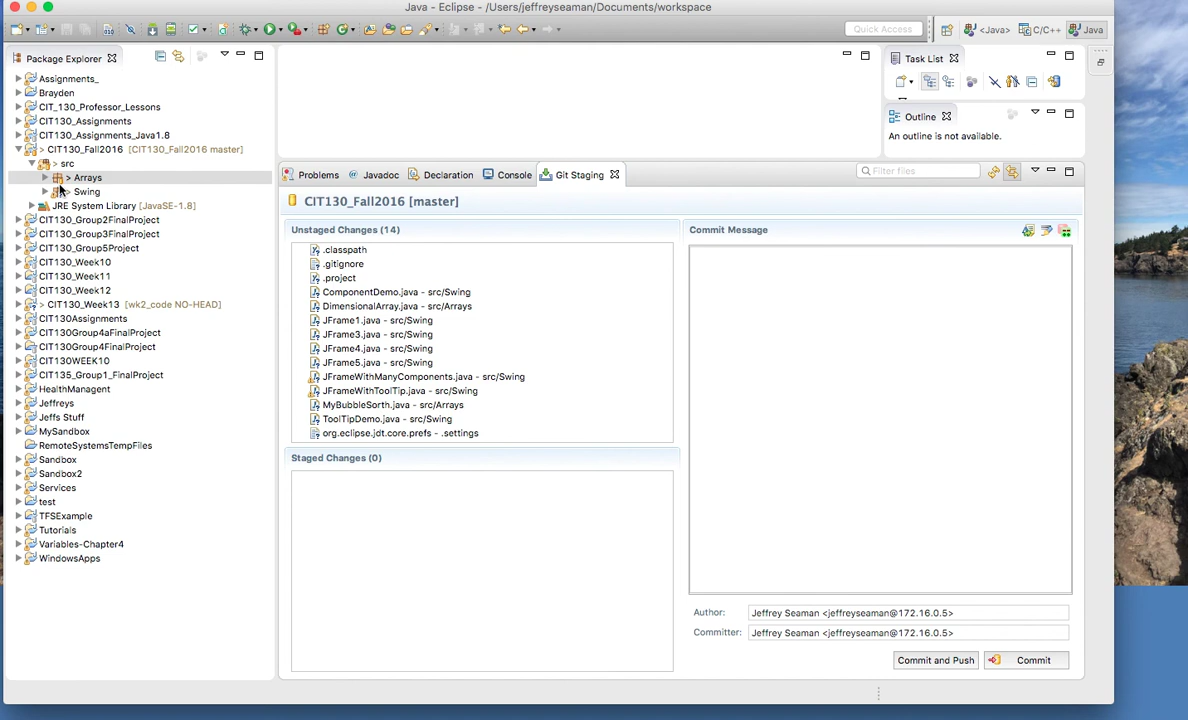 Java - Eclipse - /Users/jeffreyseaman/Documents/workspace
Quick Access
<Java>
C/C++
Java
Package Explorer
Assignments_
Brayden
CIT_130_Professor_Lessons
CIT130_Assignments
CIT130_Assignments_Java1.8
> CIT130_Fall2016 [CIT130_Fall2016 master]
> src
> Arrays
> Swing
JRE System Library [JavaSE-1.8]
CIT130_Group2FinalProject
CIT130_Group3FinalProject
CIT130_Group5Project
CIT130_Week10
CIT130_Week11
CIT130_Week12
> CIT130_Week13 [wk2_code NO-HEAD]
CIT130Assignments
CIT130Group4aFinalProject
CIT130Group4FinalProject
CIT130WEEK10
CIT135_Group1_FinalProject
HealthManagent
Jeffreys
Jeffs Stuff
MySandbox
RemoteSystemsTempFiles
Sandbox
Sandbox2
Services
test
TFSExample
Tutorials
Variables-Chapter4
WindowsApps
Task List
Outline
An outline is not available.
Problems
Javadoc
Declaration
Console
Git Staging
Filter files
CIT130_Fall2016 [master]
Unstaged Changes (14)
.classpath
.gitignore
.project
ComponentDemo.java - src/Swing
DimensionalArray.java - src/Arrays
JFrame1.java - src/Swing
JFrame3.java - src/Swing
JFrame4.java - src/Swing
JFrame5.java - src/Swing
JFrameWithManyComponents.java - src/Swing
JFrameWithToolTip.java - src/Swing
MyBubbleSorth.java - src/Arrays
ToolTipDemo.java - src/Swing
org.eclipse.jdt.core.prefs - .settings
Staged Changes (0)
Commit Message
Author: Jeffrey Seaman <jeffreyseaman@172.16.0.5>
Committer: Jeffrey Seaman <jeffreyseaman@172.16.0.5>
Commit and Push
Commit